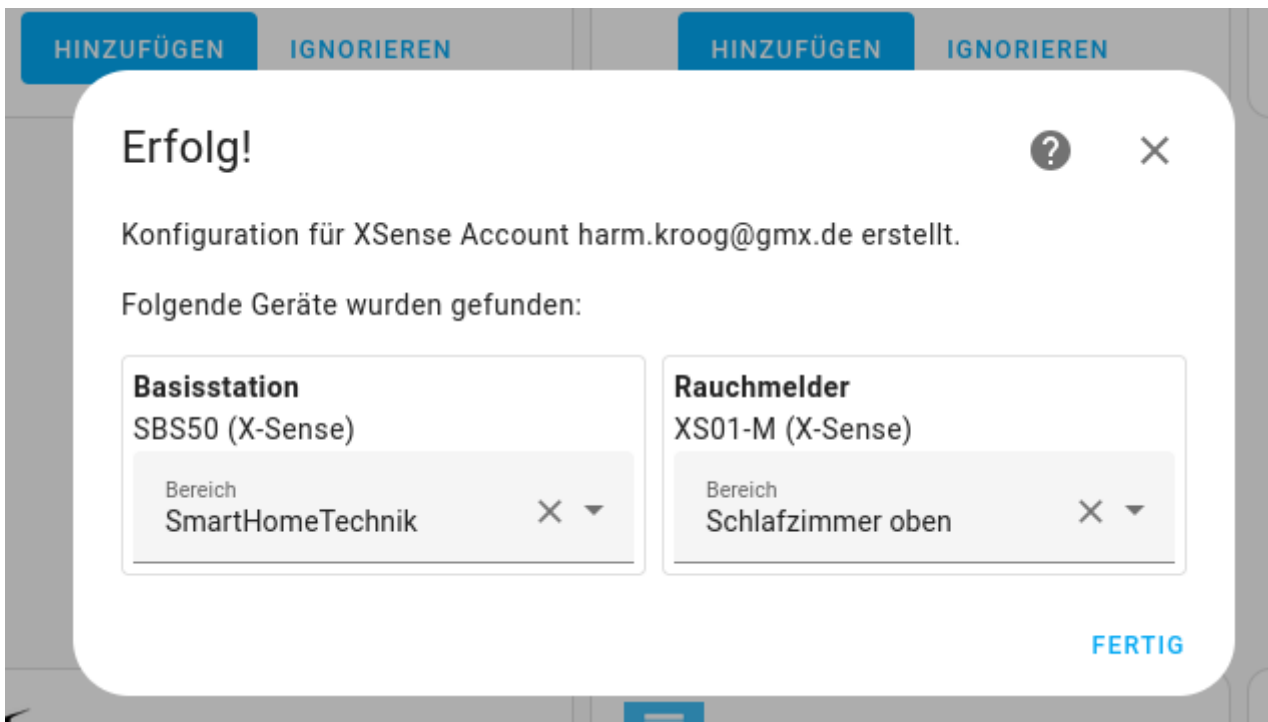 HINZUFÜGEN IGNORIEREN HINZUFÜGEN IGNORIEREN
Erfolg!
Konfiguration für XSense Account harm.kroog@gmx.de erstellt.
Folgende Geräte wurden gefunden:
Basisstation
SBS50 (X-Sense)
Bereich
SmartHomeTechnik
Rauchmelder
XS01-M (X-Sense)
Bereich
Schlafzimmer oben
FERTIG